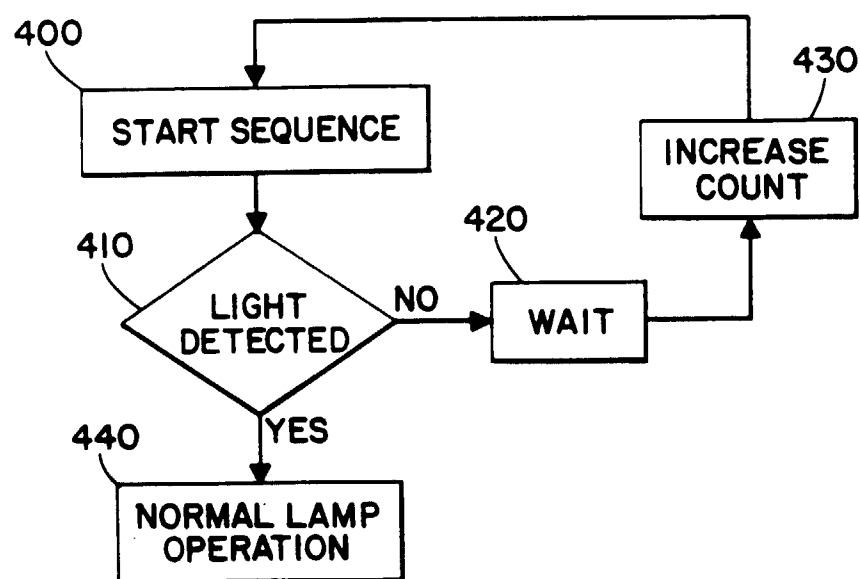 400
START SEQUENCE
430
INCREASE
COUNT
410
LIGHT
DETECTED
NO
420
WAIT
YES
440
NORMAL LAMP
OPERATION